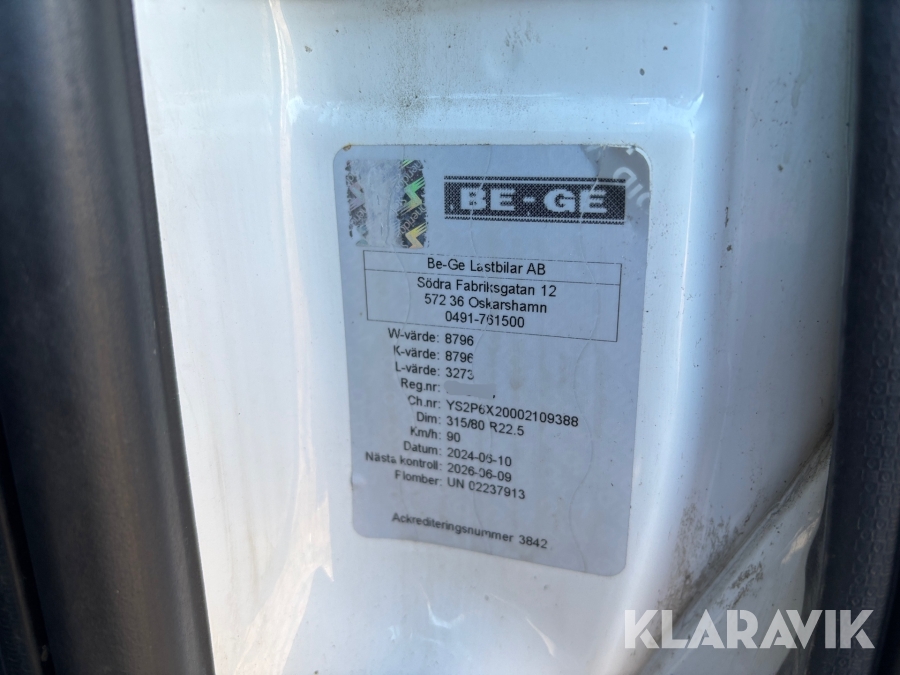 BE-GE
Be-Ge Lastbilar AB
Södra Fabriksgatan 12
572 36 Oskarshamn
0491-761500
W-värde: 8796
K-värde: 8796
L-värde: 3273
Reg.nr:
Ch.nr: YS2P6X20002109388
Dim: 315/80 R22.5
Km/h: 90
Datum: 2024-06-10
Nästa kontroll: 2026-06-09
Plomber: UN 02237913
Ackrediteringsnummer 3842
KLARAVIK